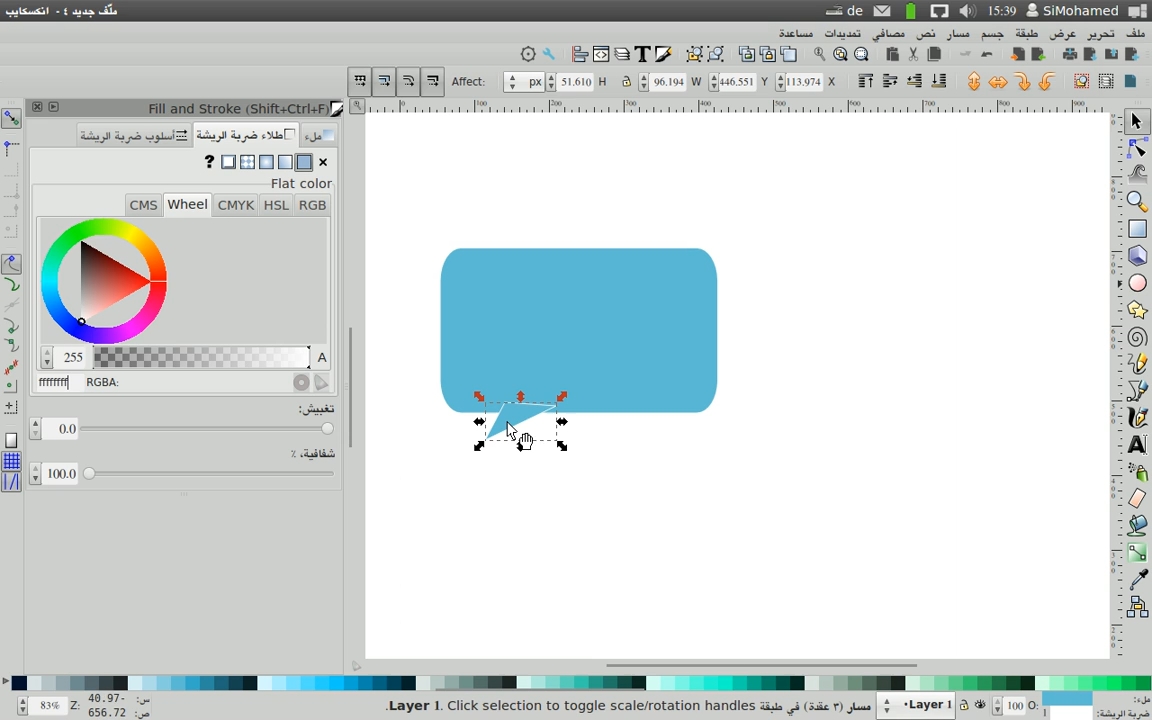 ملف جديد ٤ - انكسكايب
de 15:39 SiMohamed
ملف تحرير عرض طبقة جسم مسار نص مصافي تمديدات مساعدة
Affect: px 51.610 H 96.194 W 446.551 Y 113.974 X
Fill and Stroke (Shift+Ctrl+F)
ملء طلاء ضربة الريشة أسلوب ضربة الريشة
Flat color
CMS Wheel CMYK HSL RGB
255 A
ffffffff RGBA:
تغبيش:
0.0
شفافية، ٪
100.0
83% Z: 40.97- س:
656.72 ص:
Layer 1. Click selection to toggle scale/rotation handles مسار (٣ عقدة) في طبقة
Layer 1
100 O:
ملء:
ضربة الريشة: